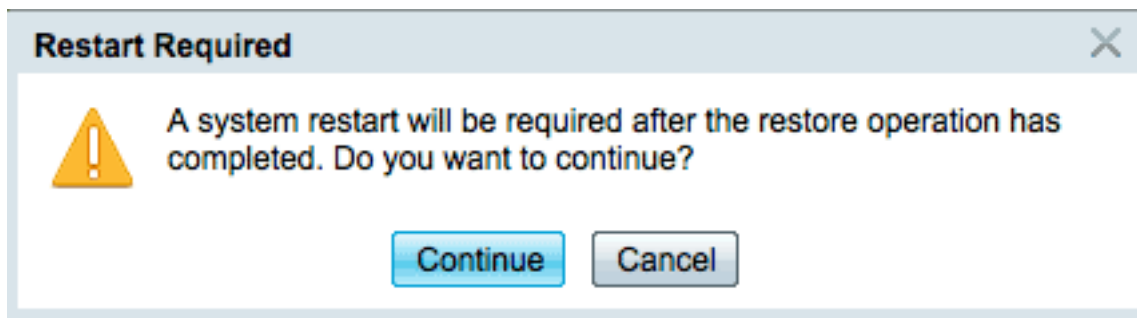 Restart Required
A system restart will be required after the restore operation has
completed. Do you want to continue?
Continue Cancel